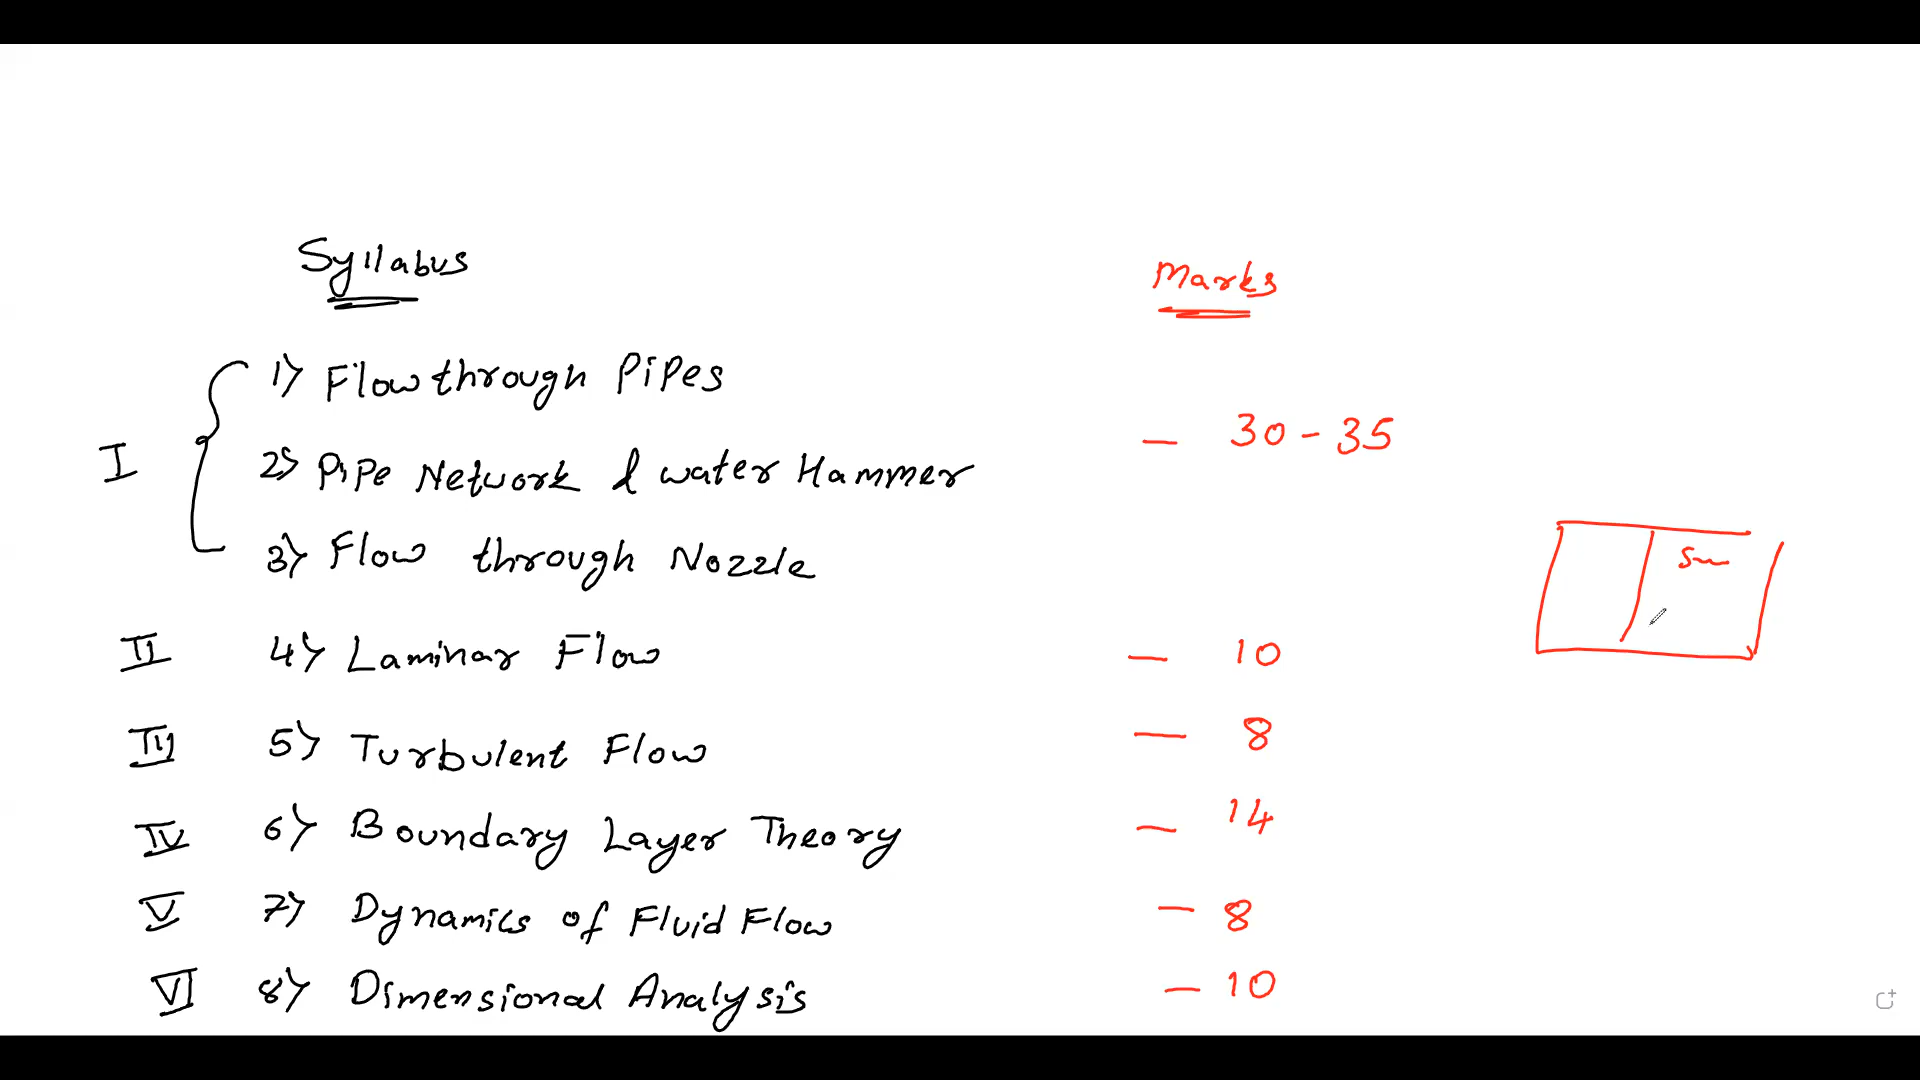 Syllabus
Marks
1) Flow through Pipes
I
2) Pipe Network & water Hammer
- 30 - 35
3) Flow through Nozzle
II 4) Laminar Flow - 10
III 5) Turbulent Flow - 8
IV 6) Boundary Layer Theory - 14
V 7) Dynamics of Fluid Flow - 8
VI 8) Dimensional Analysis - 10